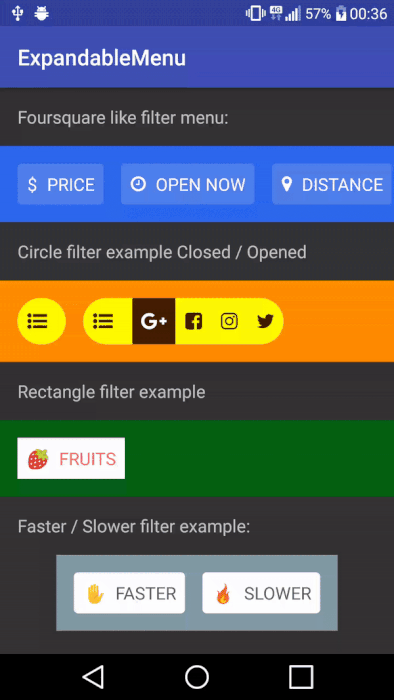 4G 57% 00:36
ExpandableMenu
Foursquare like filter menu:
$ PRICE OPEN NOW DISTANCE
Circle filter example Closed / Opened
G+
Rectangle filter example
FRUITS
Faster / Slower filter example:
FASTER SLOWER